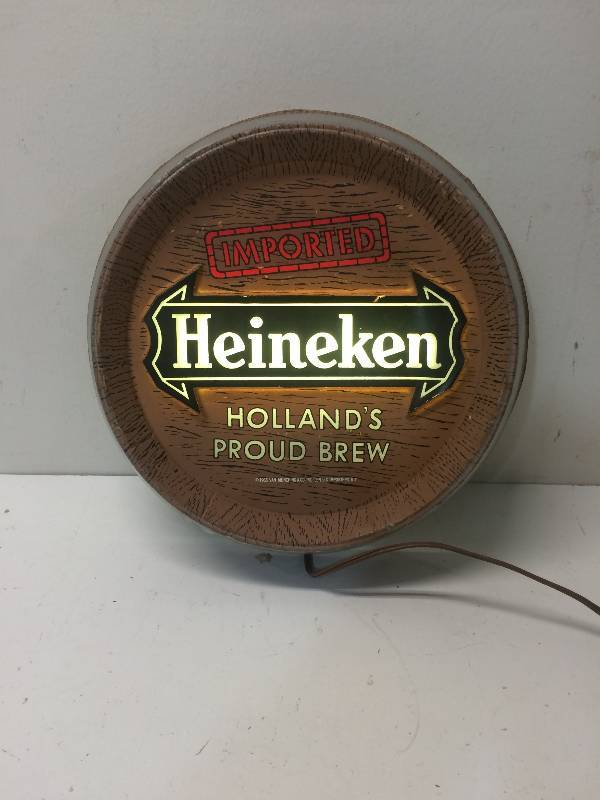 IMPORTED
Heineken
HOLLAND'S
PROUD BREW